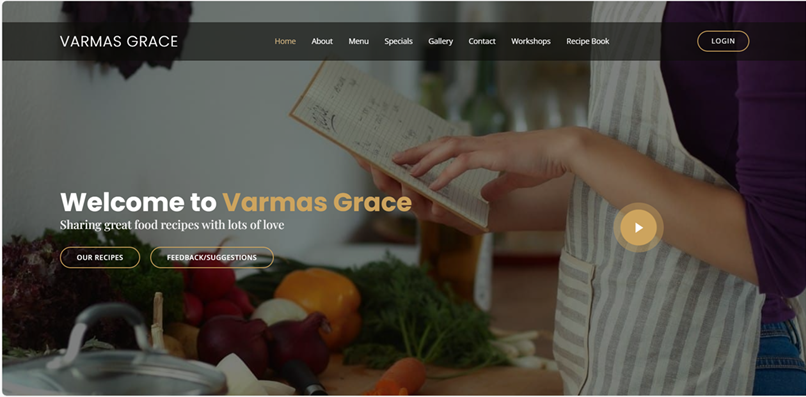 VARMAS GRACE
Home About Menu Specials Gallery Contact Workshops Recipe Book
LOGIN
Welcome to Varmas Grace
Sharing great food recipes with lots of love
OUR RECIPES
FEEDBACK/SUGGESTIONS